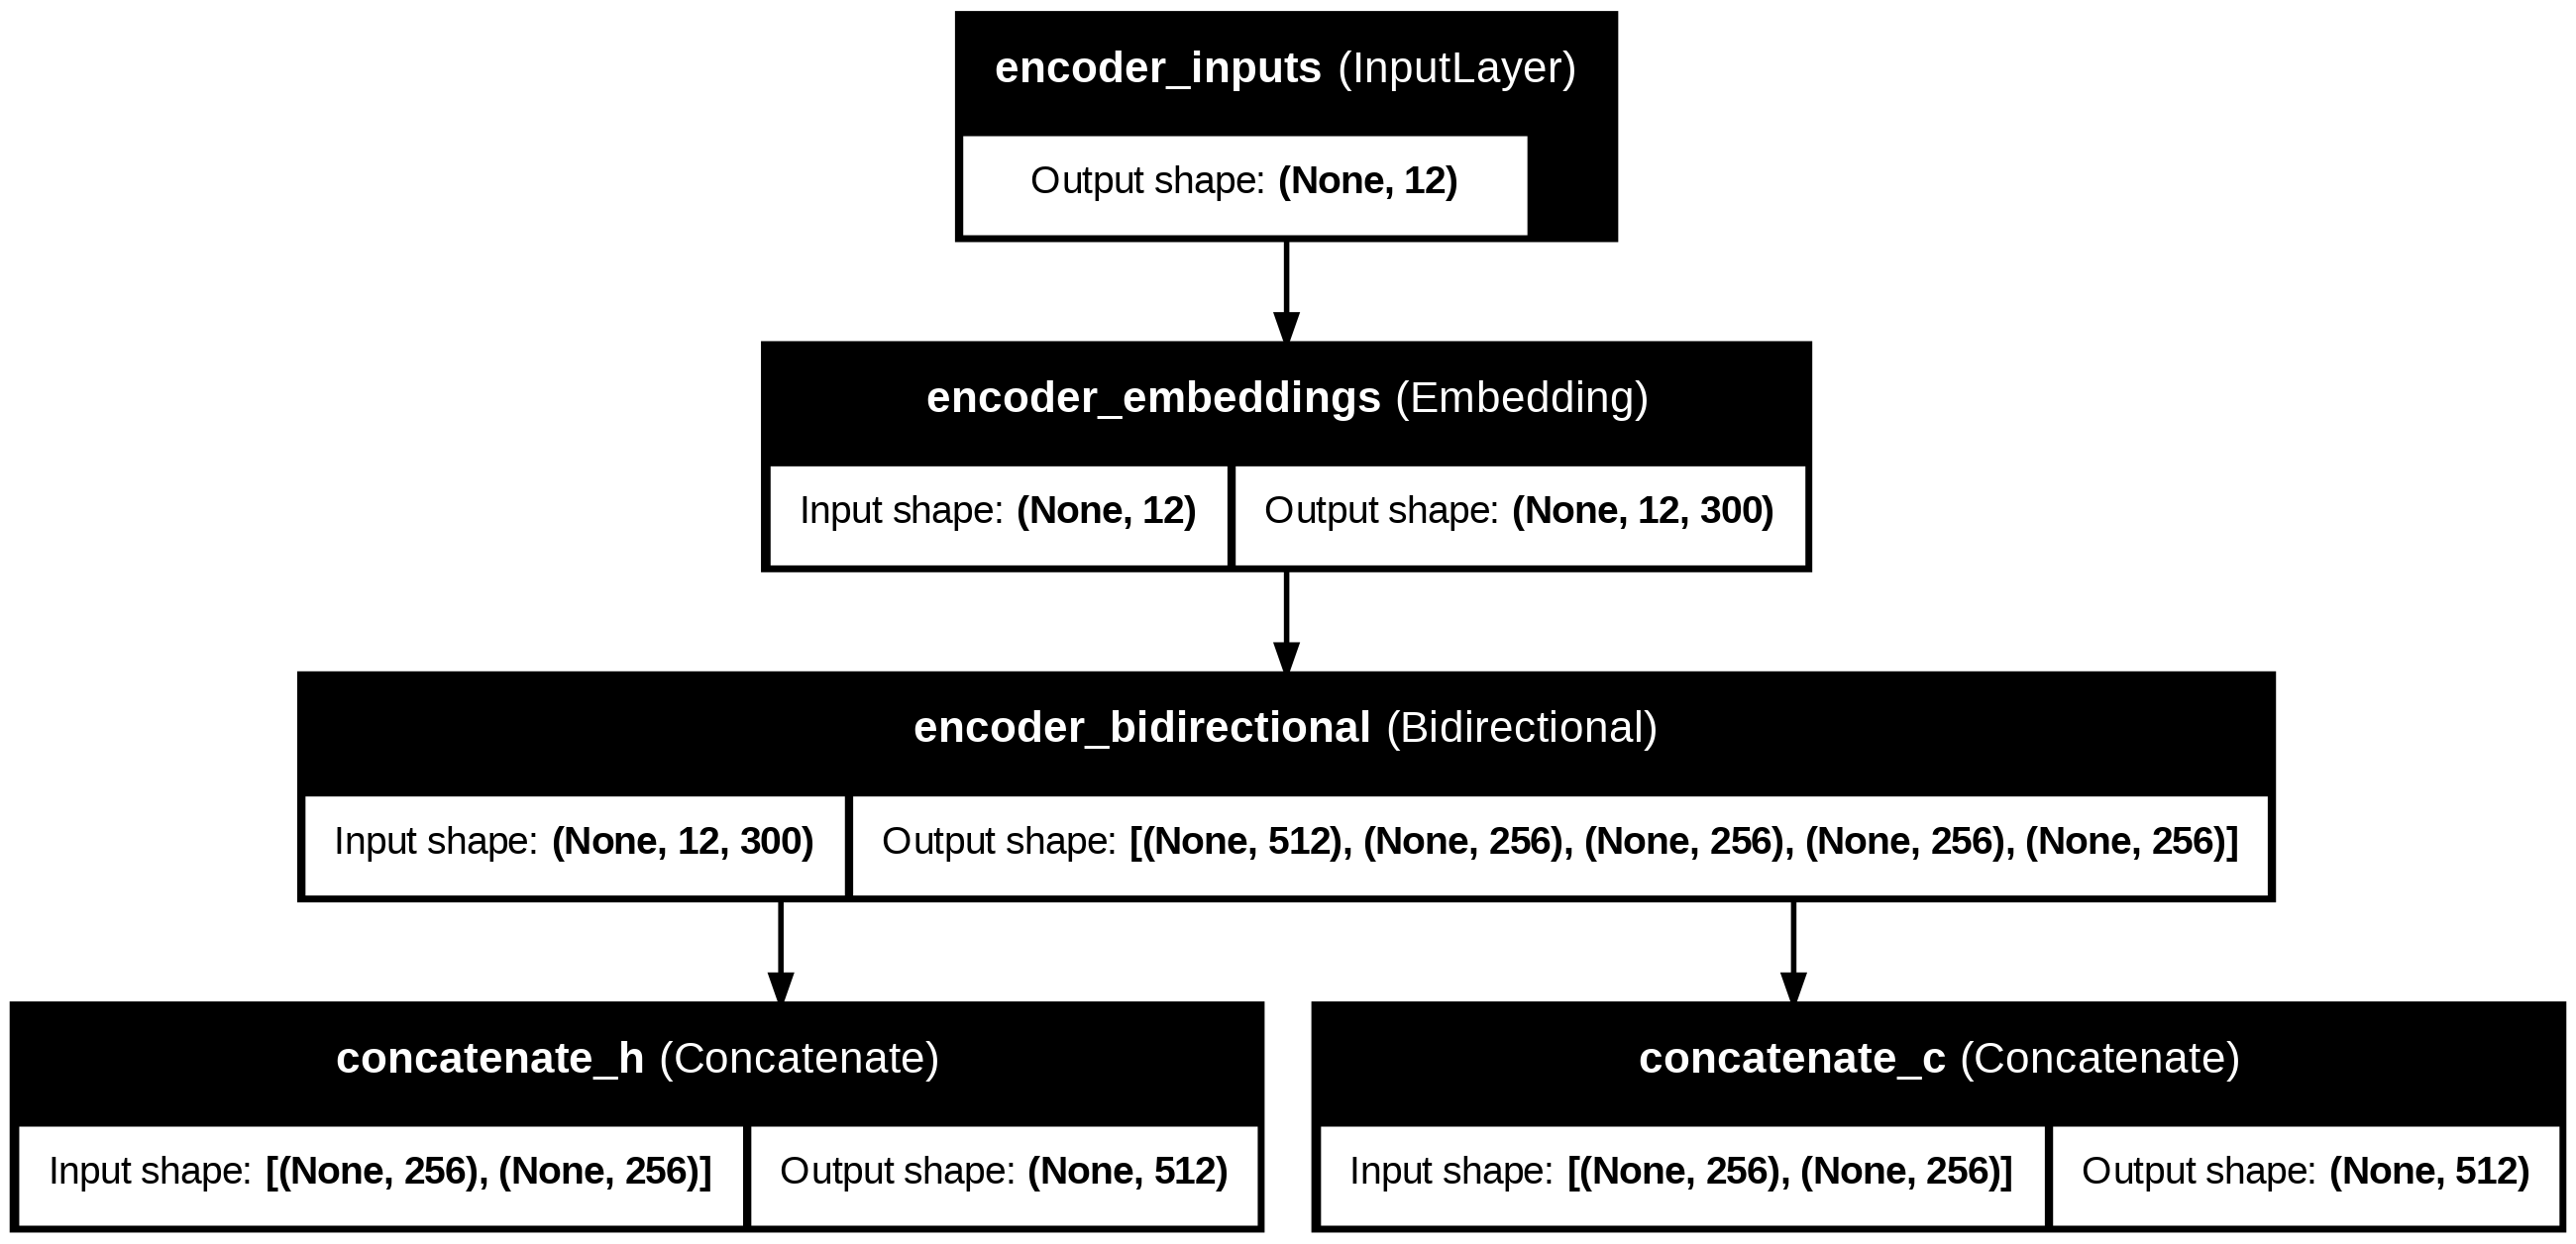 encoder_inputs (InputLayer)
Output shape: (None, 12)
encoder_embeddings (Embedding)
Input shape: (None, 12)
Output shape: (None, 12, 300)
encoder_bidirectional (Bidirectional)
Input shape: (None, 12, 300)
Output shape: [(None, 512), (None, 256), (None, 256), (None, 256), (None, 256)]
concatenate_h (Concatenate)
Input shape: [(None, 256), (None, 256)]
Output shape: (None, 512)
concatenate_c (Concatenate)
Input shape: [(None, 256), (None, 256)]
Output shape: (None, 512)